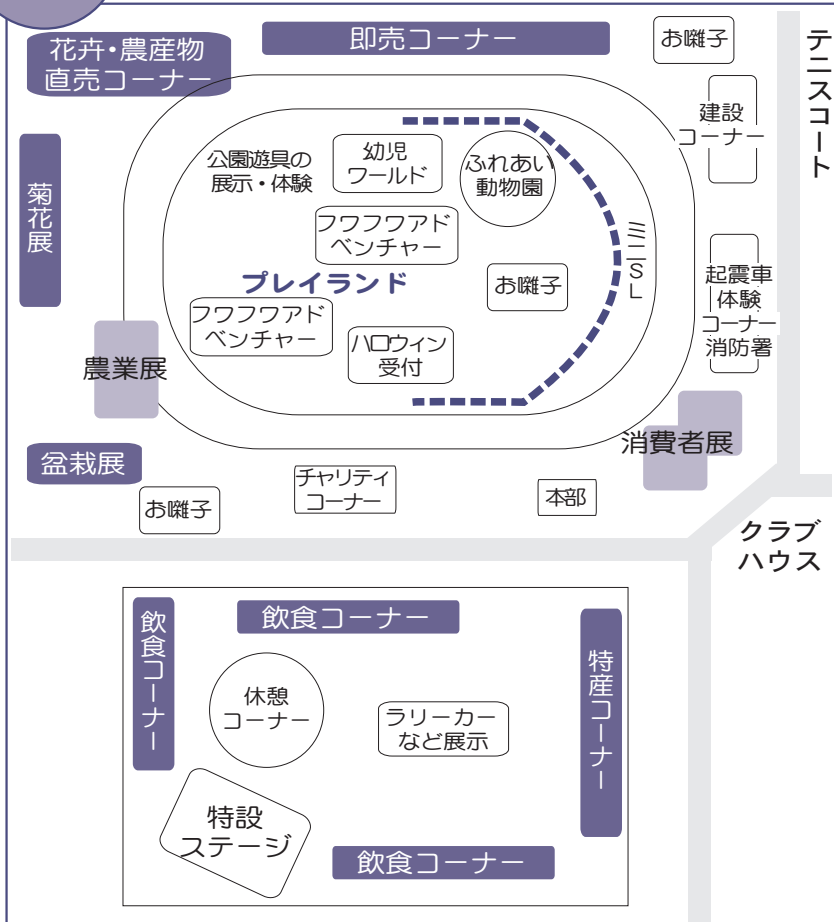 花卉・農産物
直売コーナー
即売コーナー
お囃子
テニスコート
建設
コーナー
菊花展
公園遊具の
展示・体験
幼児
ワールド
ふれあい
動物園
フワフワアド
ベンチャー
ミニSL
プレイランド
お囃子
起震車
体験
コーナー
消防署
フワフワアド
ベンチャー
ハロウィン
受付
農業展
消費者展
盆栽展
お囃子
チャリティ
コーナー
本部
クラブ
ハウス
飲食コーナー
飲食コーナー
特産コーナー
休憩
コーナー
ラリーカー
など展示
特設
ステージ
飲食コーナー